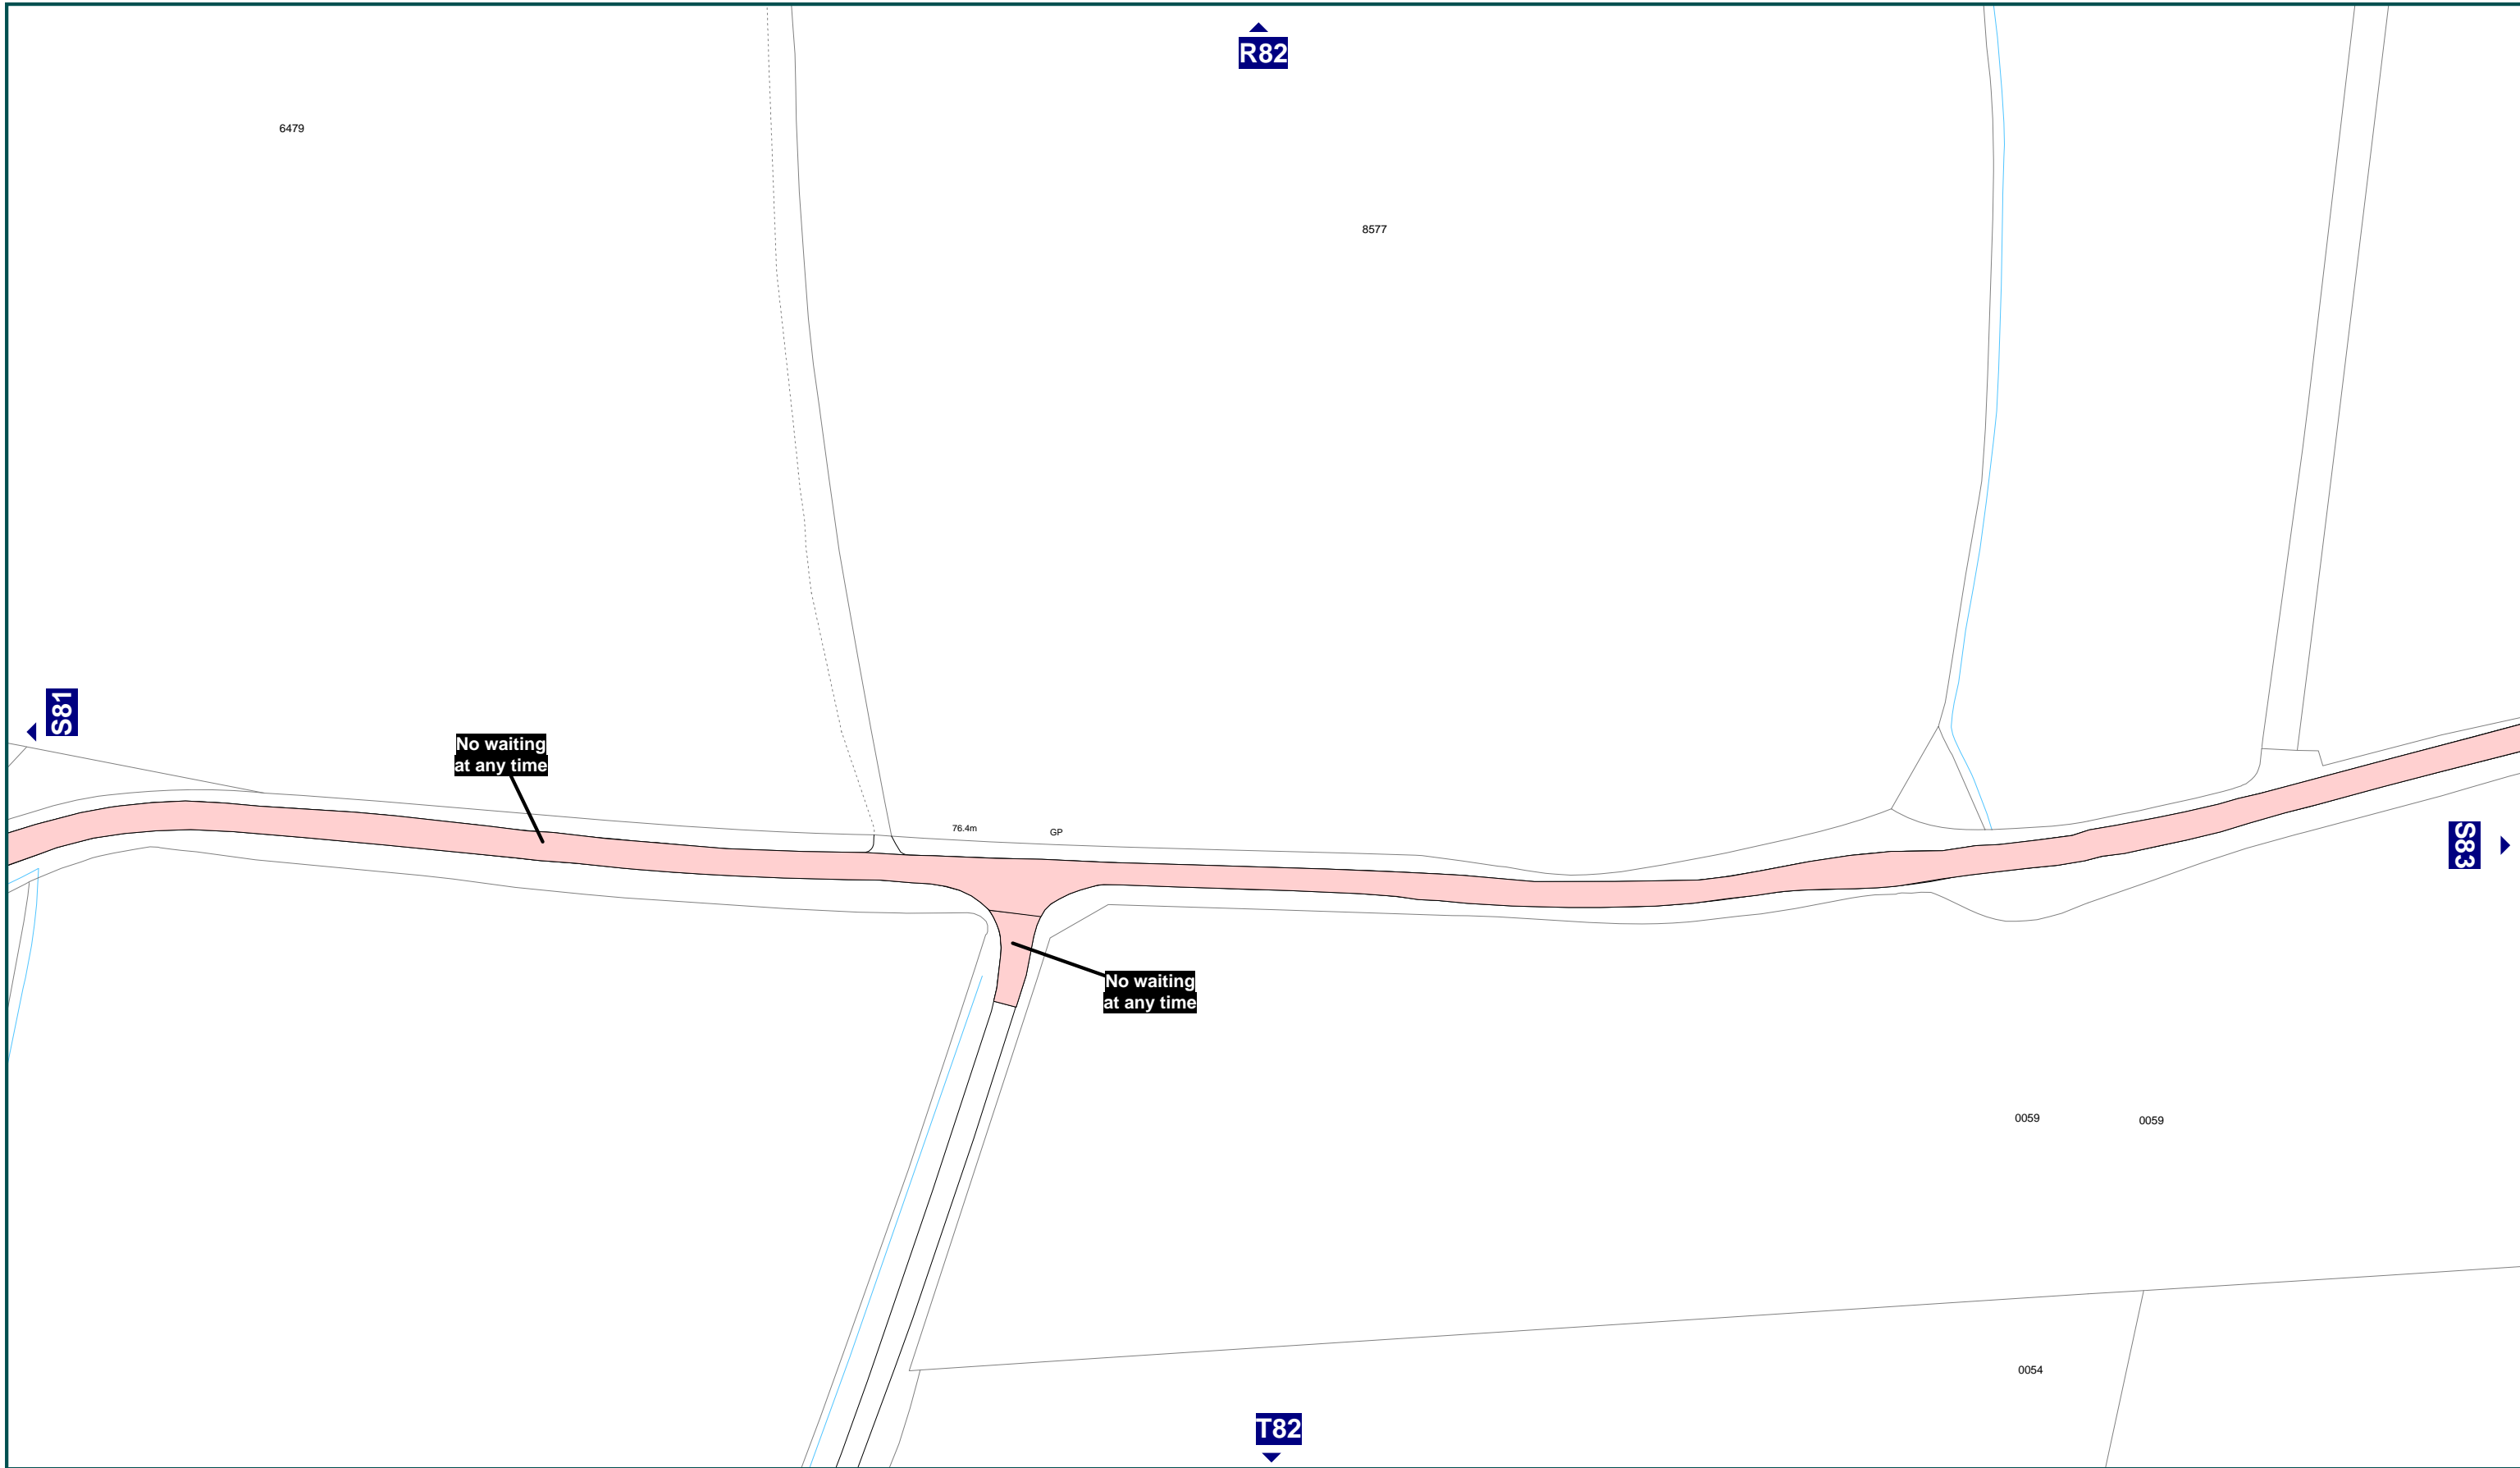 R82
6479
8577
S81
No waiting
at any time
76.4m
GP
S83
No waiting
at any time
0059
0059
0054
T82